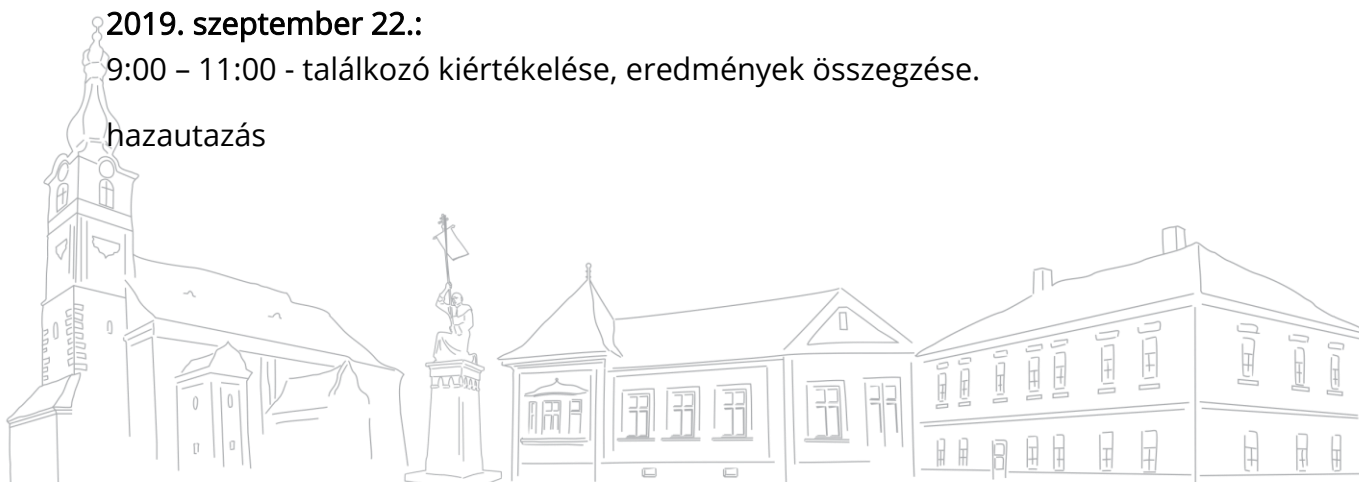 2019. szeptember 22.:
9:00 – 11:00 - találkozó kiértékelése, eredmények összegzése.
hazautazás